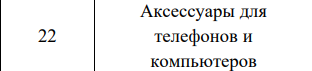 Аксессуары для
22 телефонов и
компьютеров